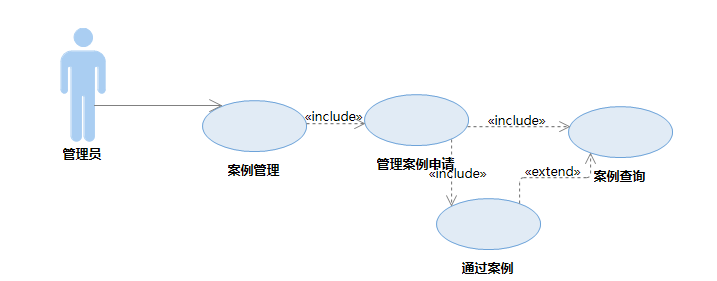 «include»
«include»
管理员
案例管理
管理案例申请
«include»
«extend»
案例查询
通过案例